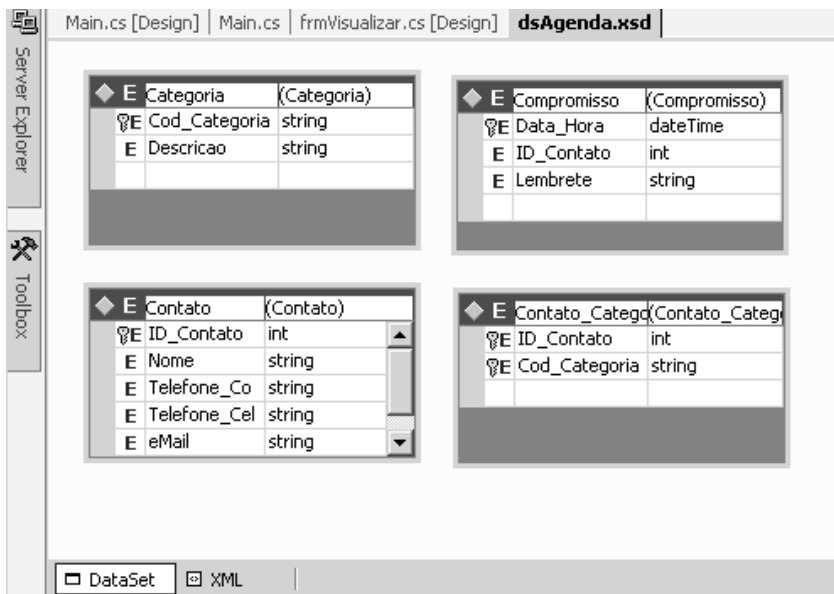 Main.cs [Design] Main.cs frmVisualizar.cs [Design] dsAgenda.xsd
Server Explorer
Toolbox
E Categoria (Categoria)
E Cod_Categoria string
E Descricao string
E Compromisso (Compromisso)
E Data_Hora dateTime
E ID_Contato int
E Lembrete string
E Contato (Contato)
E ID_Contato int
E Nome string
E Telefone_Co string
E Telefone_Cel string
E eMail string
E Contato_Catego (Contato_Categ
E ID_Contato int
E Cod_Categoria string
DataSet XML